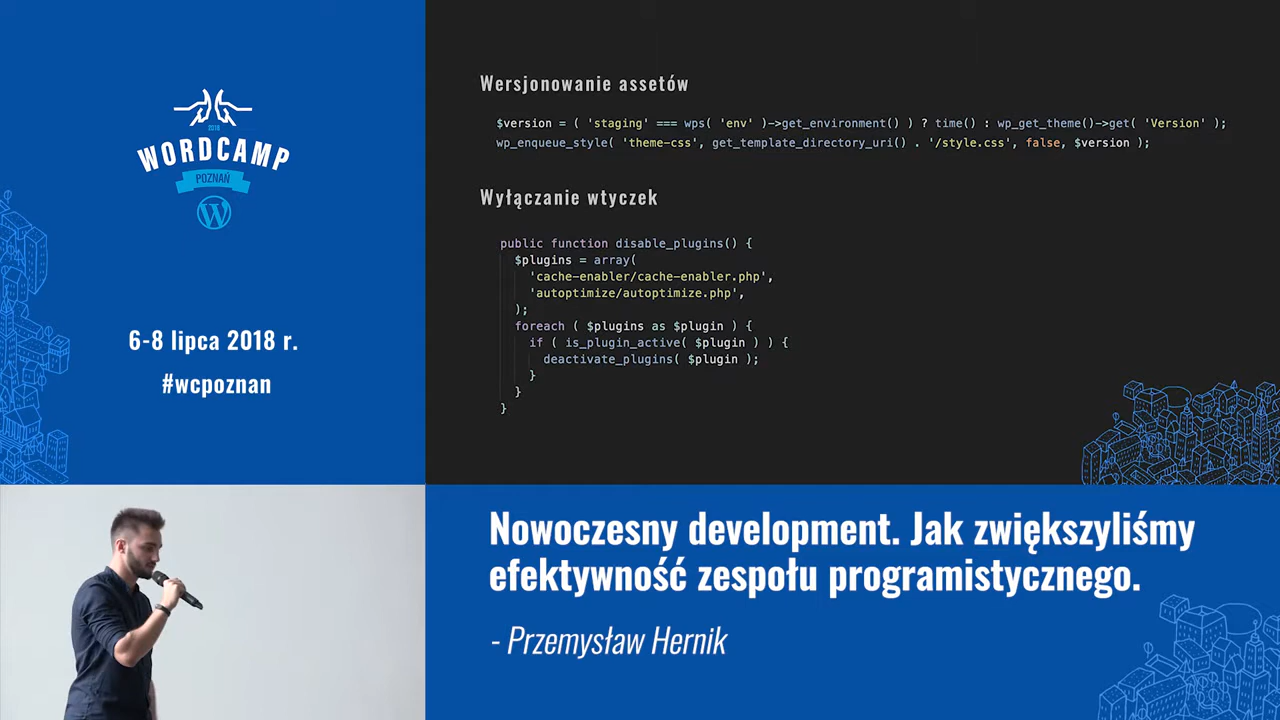 2018
WORDCAMP
POZNAŃ
6-8 lipca 2018 r.
#wcpoznan
Wersjonowanie assetów
$version = ( 'staging' === wps( 'env' )->get_environment() ) ? time() : wp_get_theme()->get( 'Version' );
wp_enqueue_style( 'theme-css', get_template_directory_uri() . '/style.css', false, $version );
Wyłączanie wtyczek
public function disable_plugins() {
$plugins = array(
'cache-enabler/cache-enabler.php',
'autoptimize/autoptimize.php',
);
foreach ( $plugins as $plugin ) {
if ( is_plugin_active( $plugin ) ) {
deactivate_plugins( $plugin );
}
}
}
Nowoczesny development. Jak zwiększyliśmy
efektywność zespołu programistycznego.
- Przemysław Hernik